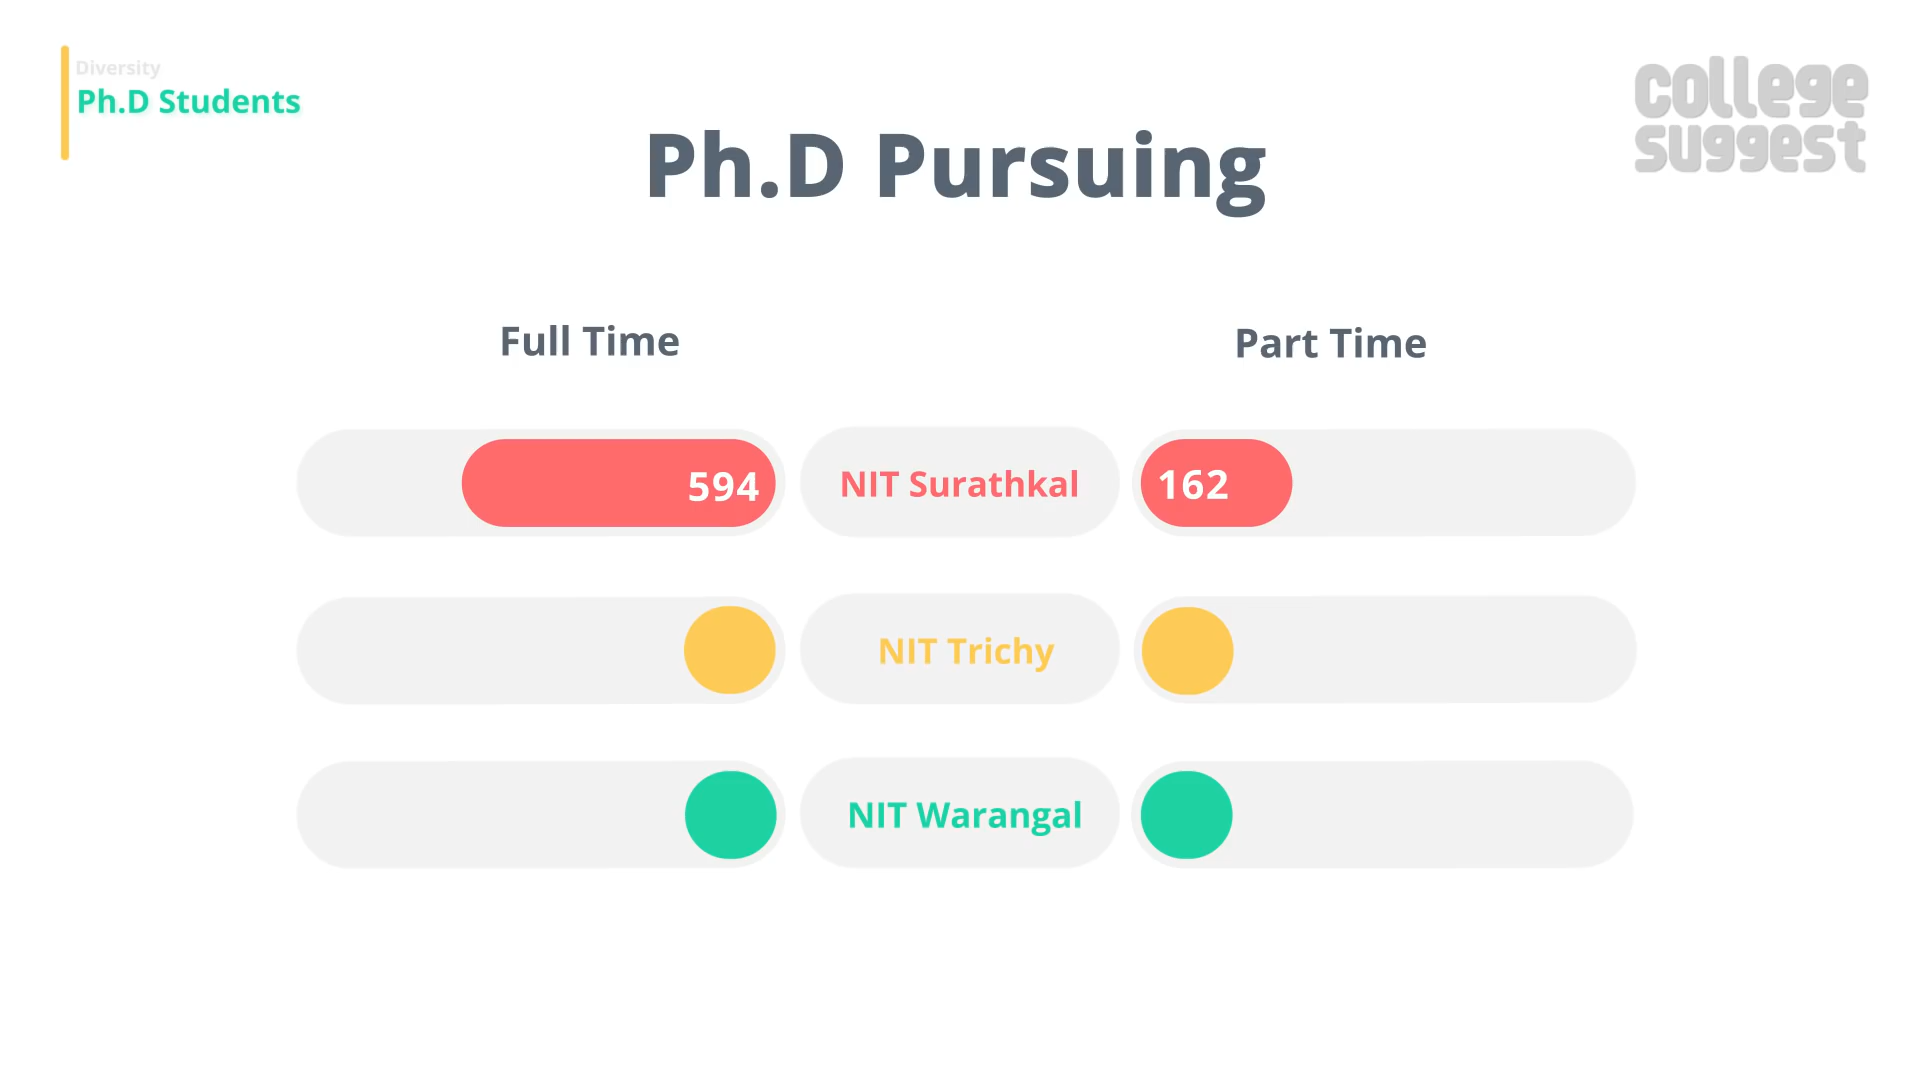 Diversity
Ph.D Students
college
suggest
Ph.D Pursuing
Full Time
Part Time
594
NIT Surathkal
162
NIT Trichy
NIT Warangal